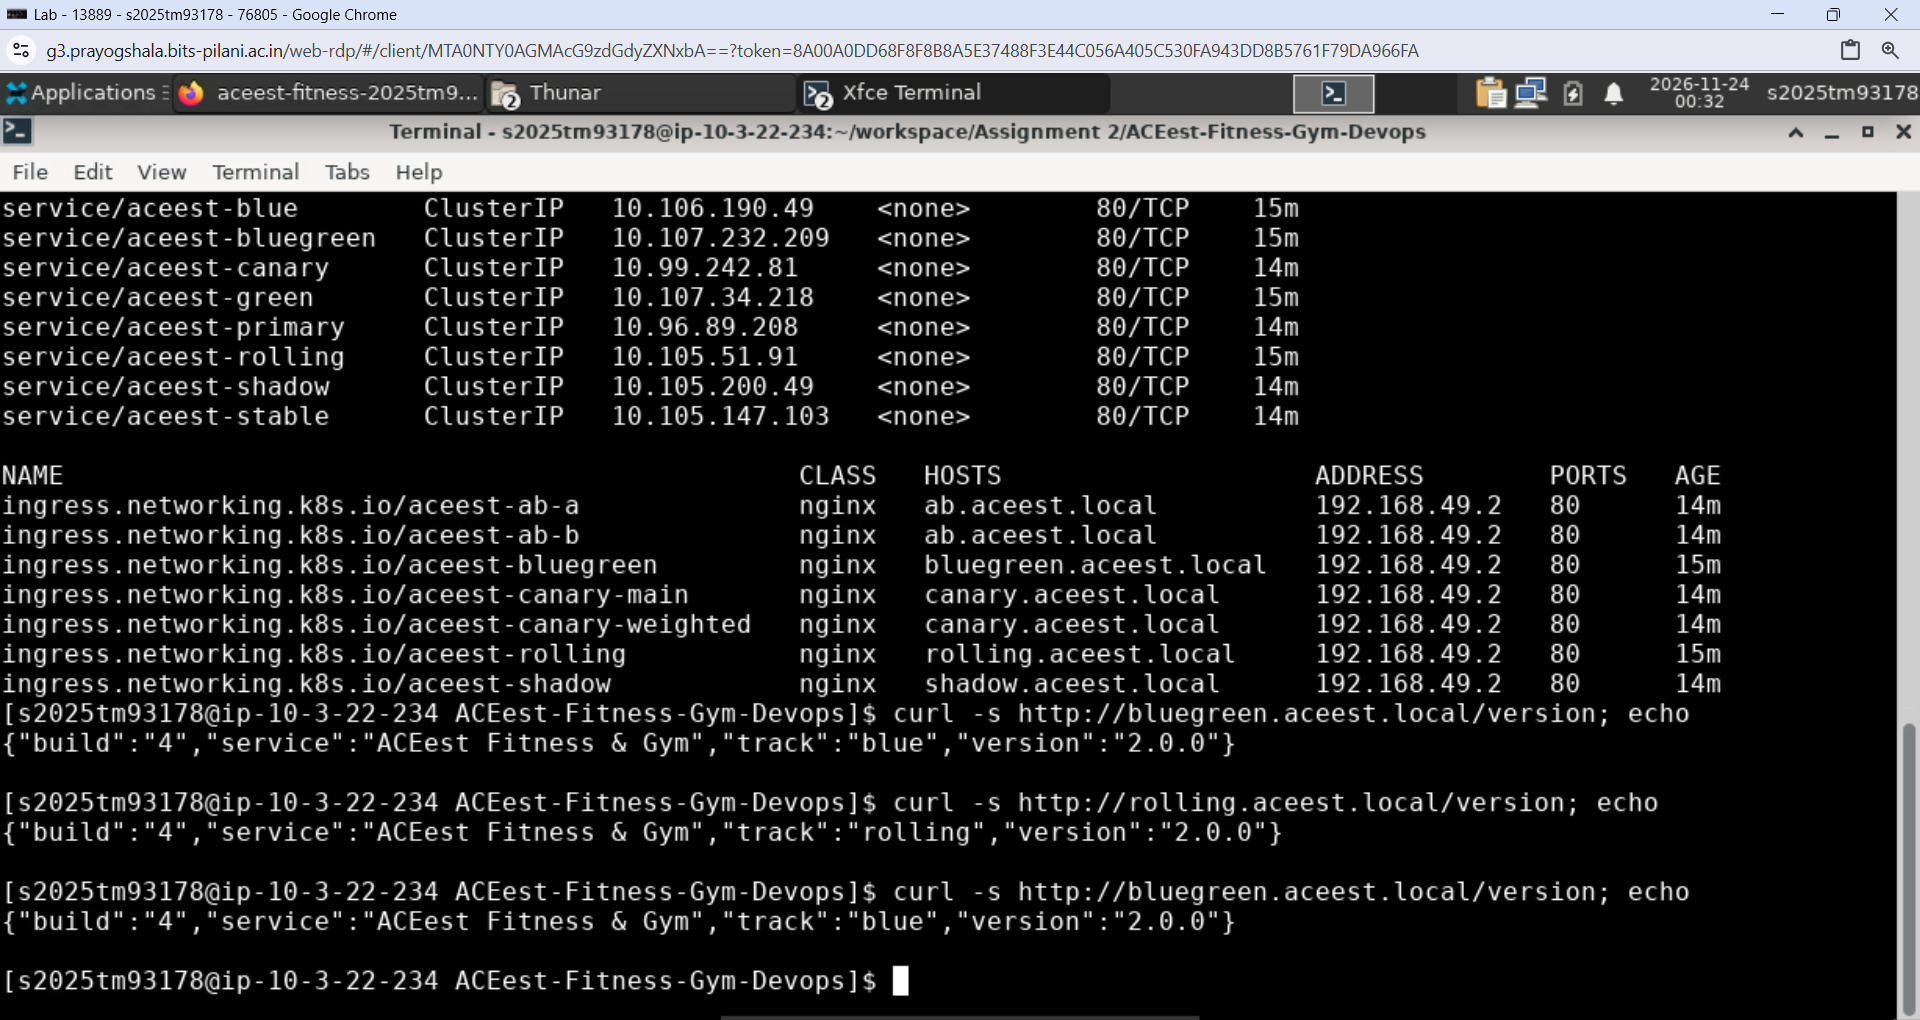 Lab - 13889 - s2025tm93178 - 76805 - Google Chrome
g3.prayogshala.bits-pilani.ac.in/web-rdp/#/client/MTA0NTY0AGMAcG9zdGdyZXNxbA==?token=8A00A0DD68F8F8B8A5E37488F3E44C056A405C530FA943DD8B5761F79DA966FA
Applications aceest-fitness-2025tm9... 2 Thunar 2 Xfce Terminal 2026-11-24 s2025tm93178
00:32
Terminal - s2025tm93178@ip-10-3-22-234:~/workspace/Assignment 2/ACEest-Fitness-Gym-Devops
File Edit View Terminal Tabs Help
service/aceest-blue ClusterIP 10.106.190.49 <none> 80/TCP 15m
service/aceest-bluegreen ClusterIP 10.107.232.209 <none> 80/TCP 15m
service/aceest-canary ClusterIP 10.99.242.81 <none> 80/TCP 14m
service/aceest-green ClusterIP 10.107.34.218 <none> 80/TCP 15m
service/aceest-primary ClusterIP 10.96.89.208 <none> 80/TCP 14m
service/aceest-rolling ClusterIP 10.105.51.91 <none> 80/TCP 15m
service/aceest-shadow ClusterIP 10.105.200.49 <none> 80/TCP 14m
service/aceest-stable ClusterIP 10.105.147.103 <none> 80/TCP 14m
NAME CLASS HOSTS ADDRESS PORTS AGE
ingress.networking.k8s.io/aceest-ab-a nginx ab.aceest.local 192.168.49.2 80 14m
ingress.networking.k8s.io/aceest-ab-b nginx ab.aceest.local 192.168.49.2 80 14m
ingress.networking.k8s.io/aceest-bluegreen nginx bluegreen.aceest.local 192.168.49.2 80 15m
ingress.networking.k8s.io/aceest-canary-main nginx canary.aceest.local 192.168.49.2 80 14m
ingress.networking.k8s.io/aceest-canary-weighted nginx canary.aceest.local 192.168.49.2 80 14m
ingress.networking.k8s.io/aceest-rolling nginx rolling.aceest.local 192.168.49.2 80 15m
ingress.networking.k8s.io/aceest-shadow nginx shadow.aceest.local 192.168.49.2 80 14m
[s2025tm93178@ip-10-3-22-234 ACEest-Fitness-Gym-Devops]$ curl -s http://bluegreen.aceest.local/version; echo
{"build":"4","service":"ACEest Fitness & Gym","track":"blue","version":"2.0.0"}
[s2025tm93178@ip-10-3-22-234 ACEest-Fitness-Gym-Devops]$ curl -s http://rolling.aceest.local/version; echo
{"build":"4","service":"ACEest Fitness & Gym","track":"rolling","version":"2.0.0"}
[s2025tm93178@ip-10-3-22-234 ACEest-Fitness-Gym-Devops]$ curl -s http://bluegreen.aceest.local/version; echo
{"build":"4","service":"ACEest Fitness & Gym","track":"blue","version":"2.0.0"}
[s2025tm93178@ip-10-3-22-234 ACEest-Fitness-Gym-Devops]$